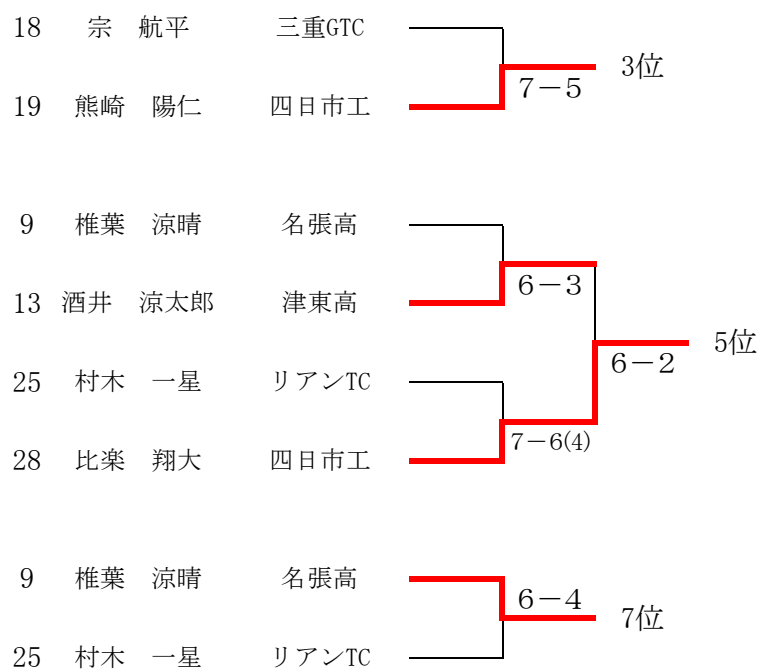 18 宗 航平 三重GTC
3位
7－5
19 熊崎 陽仁 四日市工
9 椎葉 涼晴 名張高
6－3
13 酒井 涼太郎 津東高
5位
6－2
25 村木 一星 リアンTC
7－6(4)
28 比楽 翔大 四日市工
9 椎葉 涼晴 名張高
6－4
7位
25 村木 一星 リアンTC